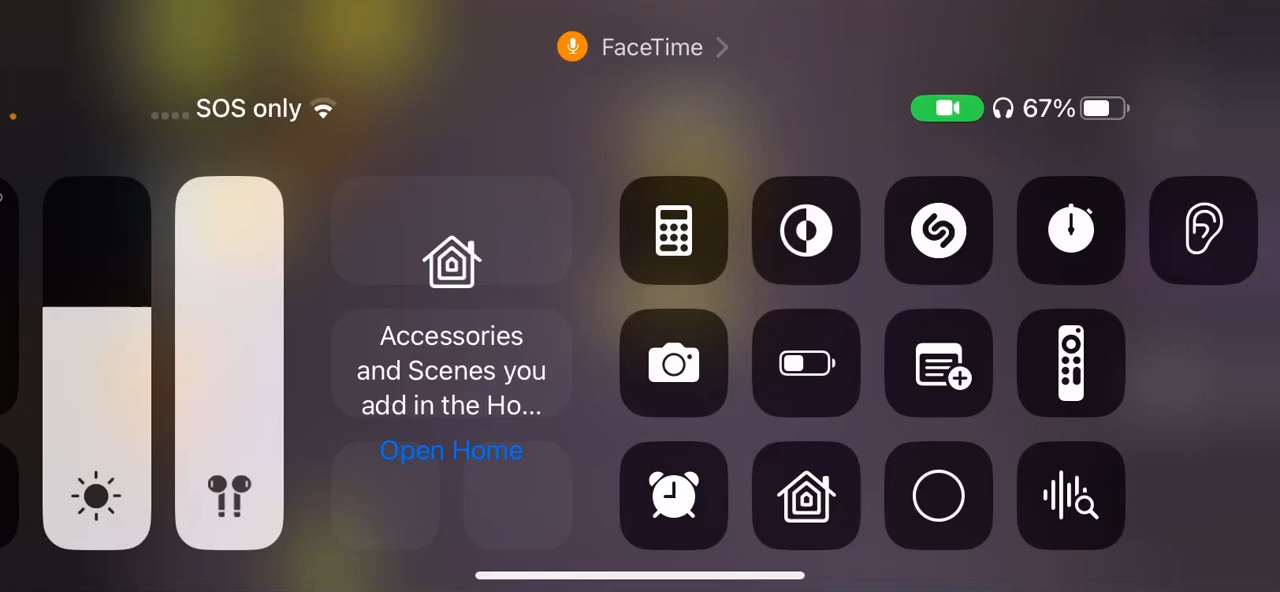 FaceTime
SOS only
67%
Accessories
and Scenes you
add in the Ho...
Open Home